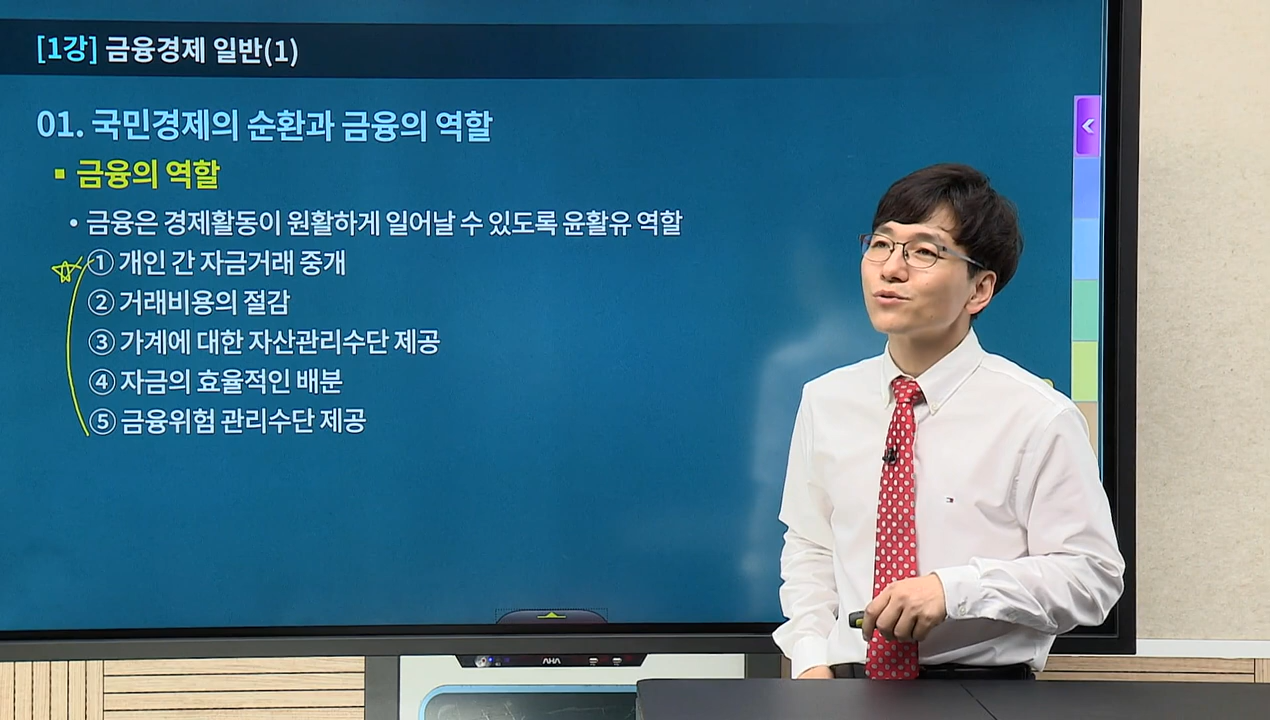 [1강] 금융경제 일반(1)
01. 국민경제의 순환과 금융의 역할
▪ 금융의 역할
• 금융은 경제활동이 원활하게 일어날 수 있도록 윤활유 역할
① 개인 간 자금거래 중개
② 거래비용의 절감
③ 가계에 대한 자산관리수단 제공
④ 자금의 효율적인 배분
⑤ 금융위험 관리수단 제공
AHA